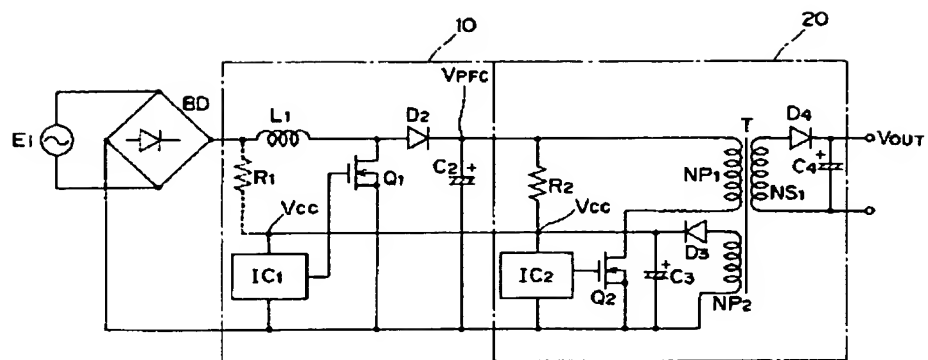 10
20
VPFC
BD
L1
D2
T
D4
VOUT
E1
R1
Q1
C2
+
R2
NP1
NS1
C4
+
Vcc
Vcc
IC1
IC2
Q2
+
C3
D3
NP2